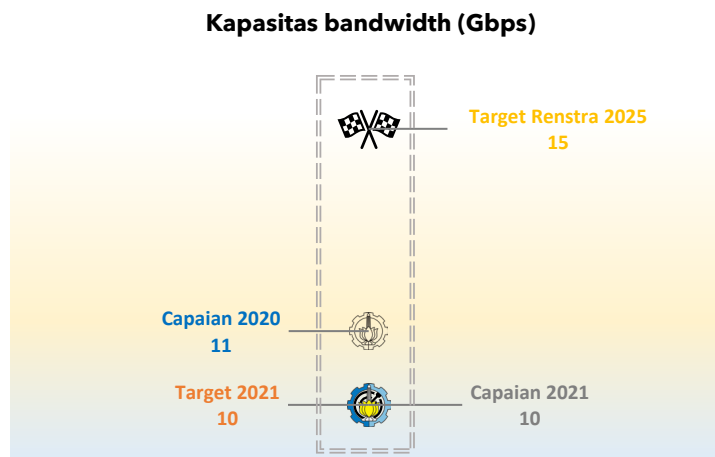 Kapasitas bandwidth (Gbps)
Target Renstra 2025
15
Capaian 2020
11
Target 2021
10
Capaian 2021
10